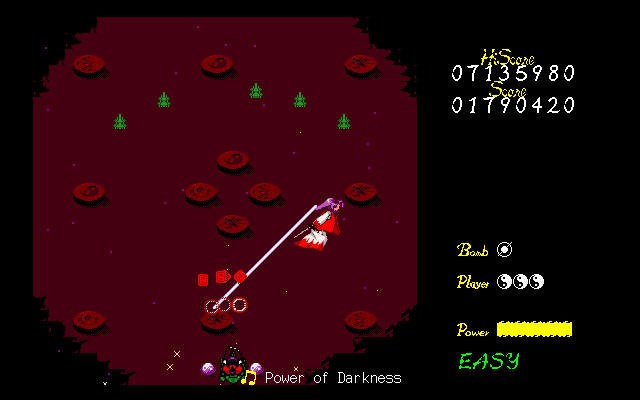 HiScore
07135980
Score
01790420
Bomb
Player
Power
EASY
Power of Darkness